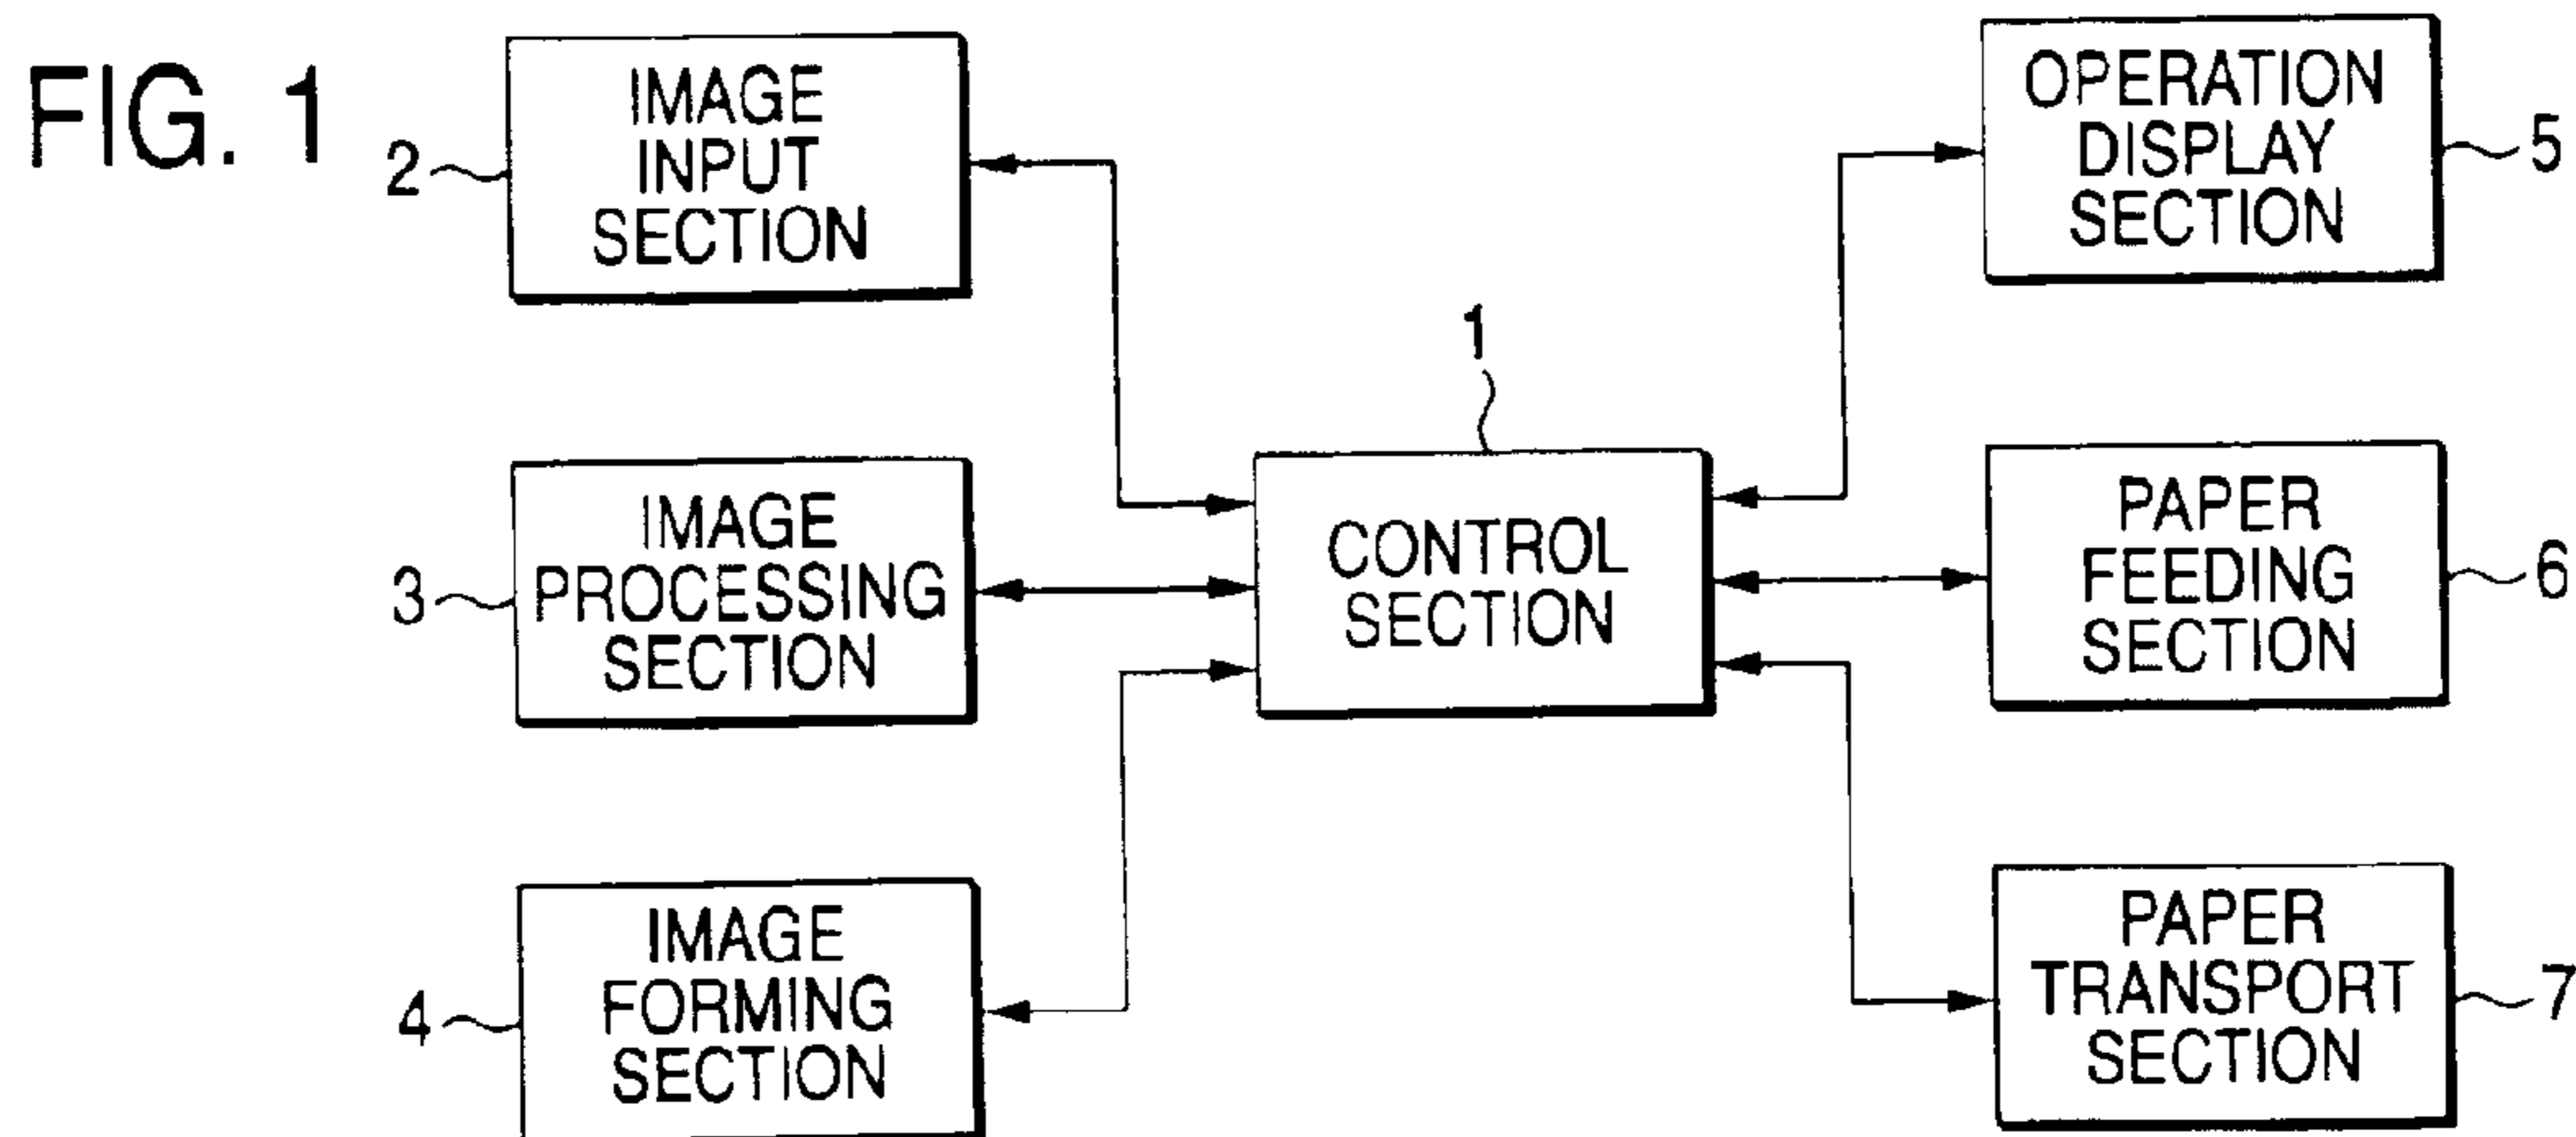 FIG. 1
2
IMAGE
INPUT
SECTION
3
IMAGE
PROCESSING
SECTION
4
IMAGE
FORMING
SECTION
1
CONTROL
SECTION
OPERATION
DISPLAY
SECTION
5
PAPER
FEEDING
SECTION
6
PAPER
TRANSPORT
SECTION
7